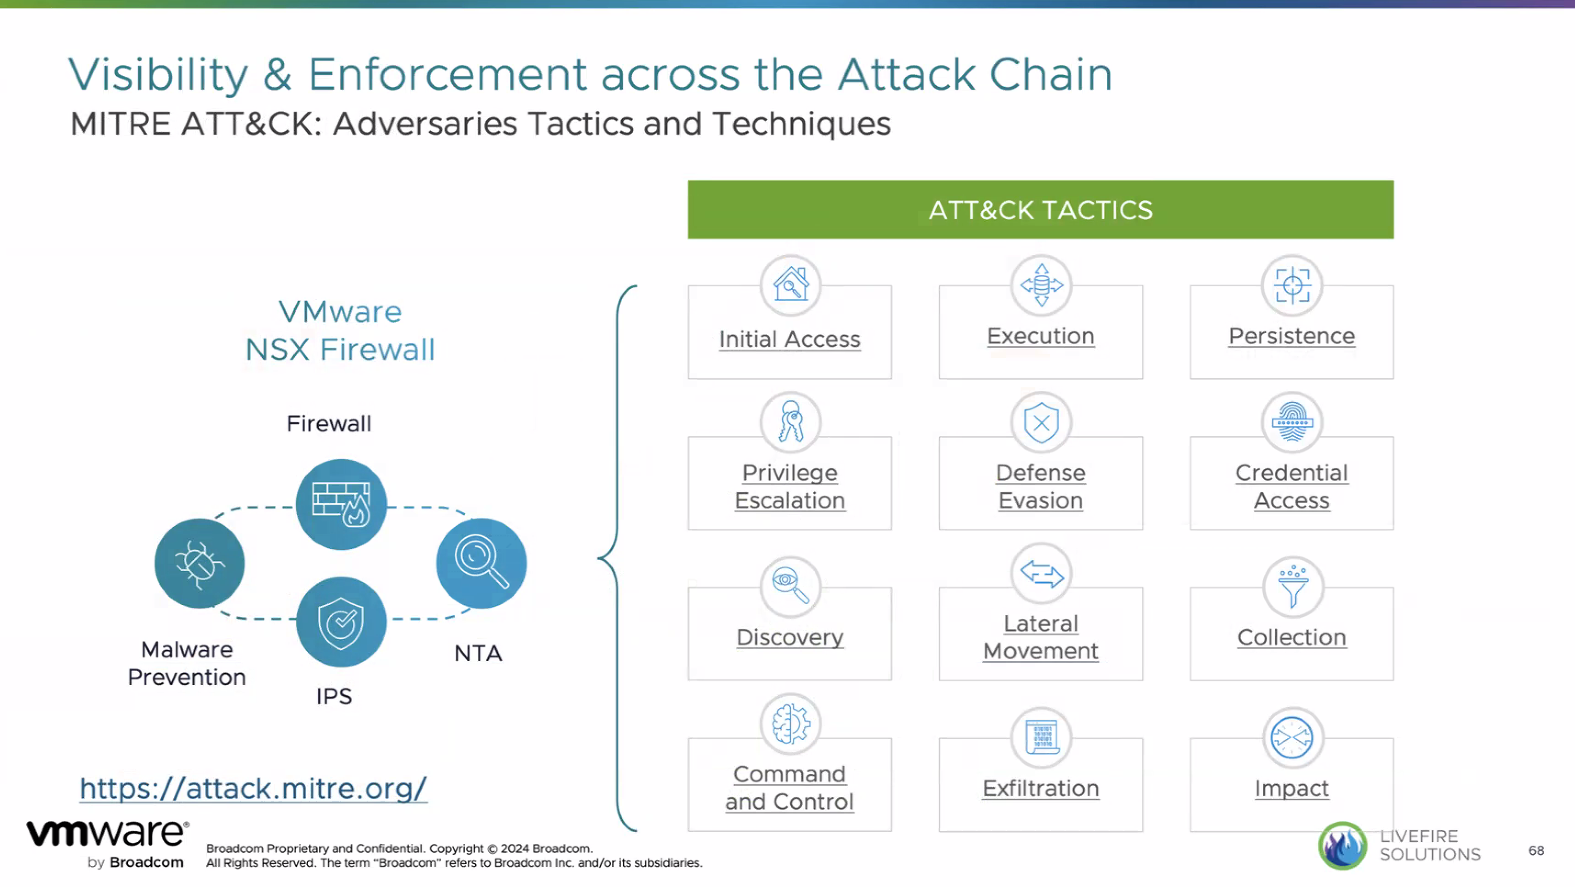 Visibility & Enforcement across the Attack Chain
MITRE ATT&CK: Adversaries Tactics and Techniques
VMware
NSX Firewall
Firewall
Malware
Prevention
IPS
NTA
https://attack.mitre.org/
ATT&CK TACTICS
Initial Access
Execution
Persistence
Privilege
Escalation
Defense
Evasion
Credential
Access
Discovery
Lateral
Movement
Collection
Command
and Control
Exfiltration
Impact
vmware®
by Broadcom
Broadcom Proprietary and Confidential. Copyright © 2024 Broadcom.
All Rights Reserved. The term “Broadcom” refers to Broadcom Inc. and/or its subsidiaries.
LIVEFIRE
SOLUTIONS
68